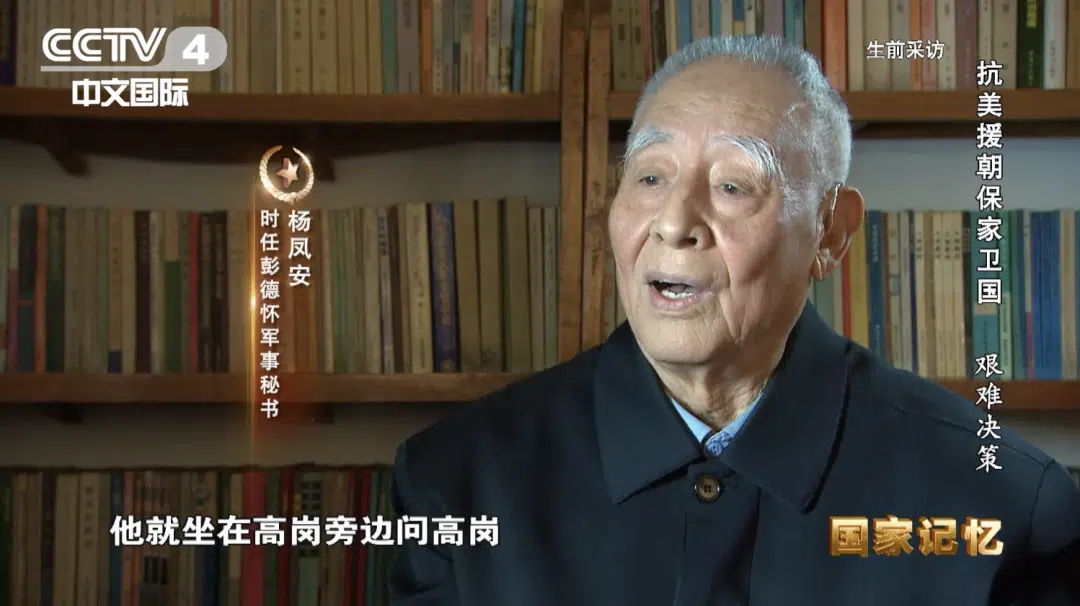 CCTV 4
中文国际
生前采访
抗美援朝保家卫国 艰难决策
杨凤安
时任彭德怀军事秘书
他就坐在高岗旁边问高岗
国家记忆